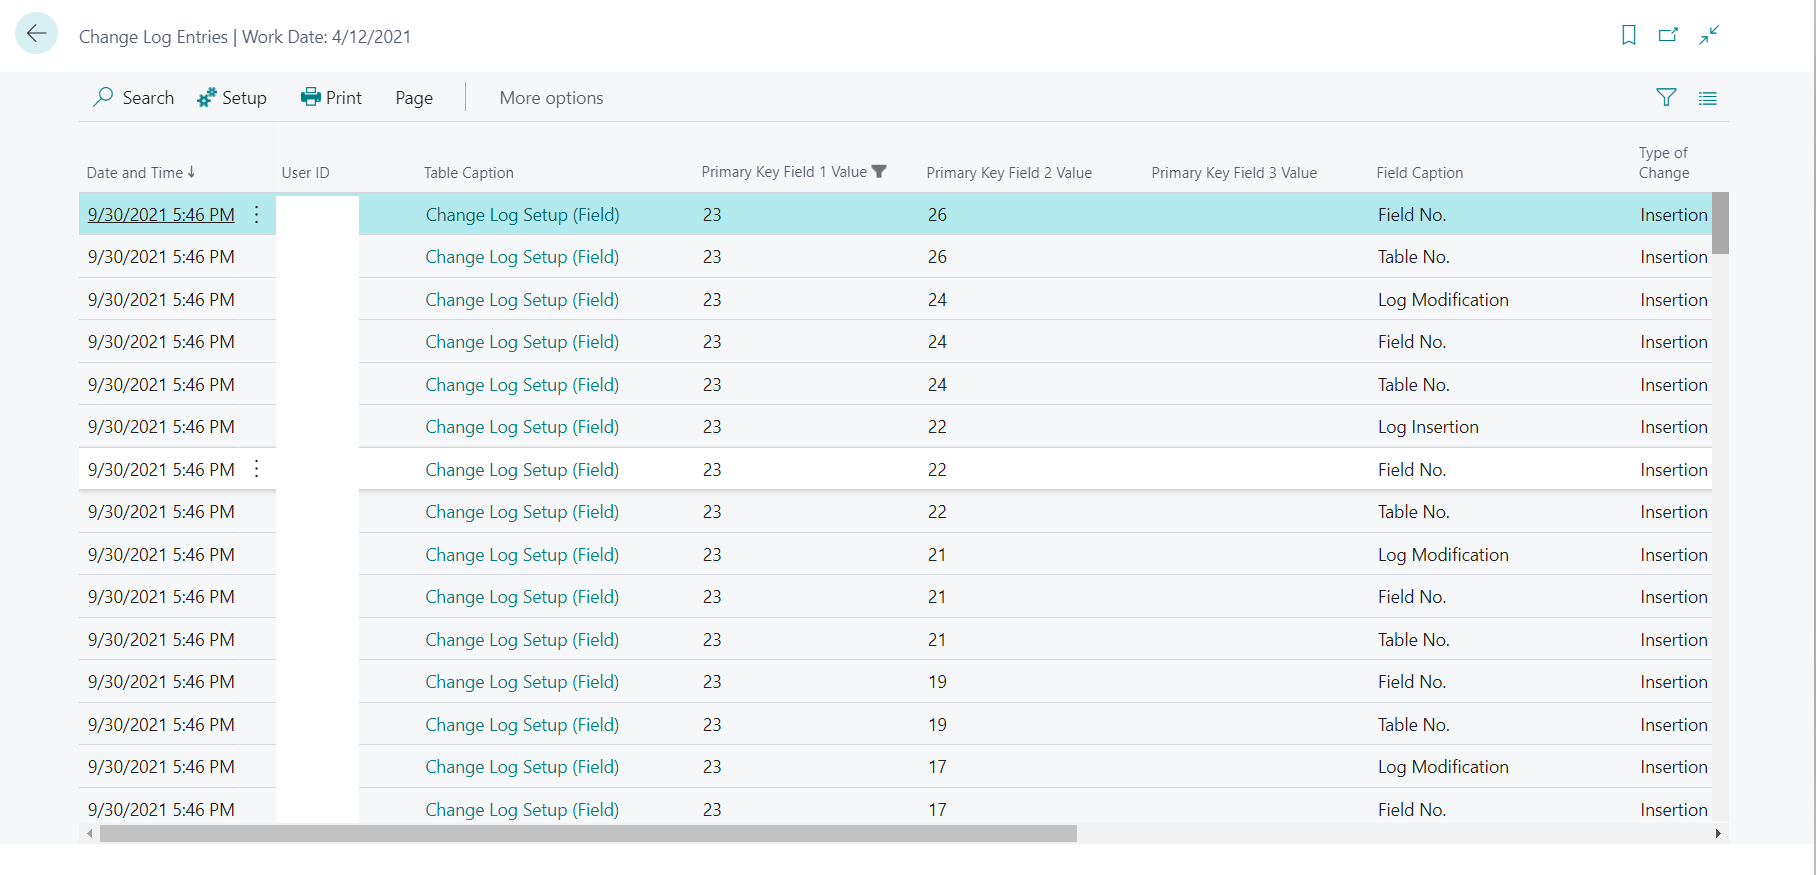 Change Log Entries | Work Date: 4/12/2021
Search Setup Print Page More options
Date and Time User ID Table Caption Primary Key Field 1 Value Primary Key Field 2 Value Primary Key Field 3 Value Field Caption Type of Change
9/30/2021 5:46 PM Change Log Setup (Field) 23 26 Field No. Insertion
9/30/2021 5:46 PM Change Log Setup (Field) 23 26 Table No. Insertion
9/30/2021 5:46 PM Change Log Setup (Field) 23 24 Log Modification Insertion
9/30/2021 5:46 PM Change Log Setup (Field) 23 24 Field No. Insertion
9/30/2021 5:46 PM Change Log Setup (Field) 23 24 Table No. Insertion
9/30/2021 5:46 PM Change Log Setup (Field) 23 22 Log Insertion Insertion
9/30/2021 5:46 PM Change Log Setup (Field) 23 22 Field No. Insertion
9/30/2021 5:46 PM Change Log Setup (Field) 23 22 Table No. Insertion
9/30/2021 5:46 PM Change Log Setup (Field) 23 21 Log Modification Insertion
9/30/2021 5:46 PM Change Log Setup (Field) 23 21 Field No. Insertion
9/30/2021 5:46 PM Change Log Setup (Field) 23 21 Table No. Insertion
9/30/2021 5:46 PM Change Log Setup (Field) 23 19 Field No. Insertion
9/30/2021 5:46 PM Change Log Setup (Field) 23 19 Table No. Insertion
9/30/2021 5:46 PM Change Log Setup (Field) 23 17 Log Modification Insertion
9/30/2021 5:46 PM Change Log Setup (Field) 23 17 Field No. Insertion